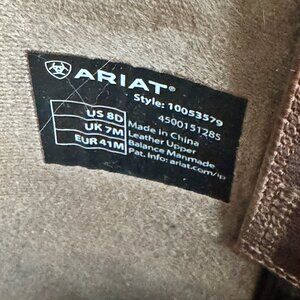 ARIAT®
Style: 10053579
450015128S
US 8D
UK 7M
EUR 41M
Made in China
Leather Upper
Balance Manmade
Pat. Info: ariat.com/ip